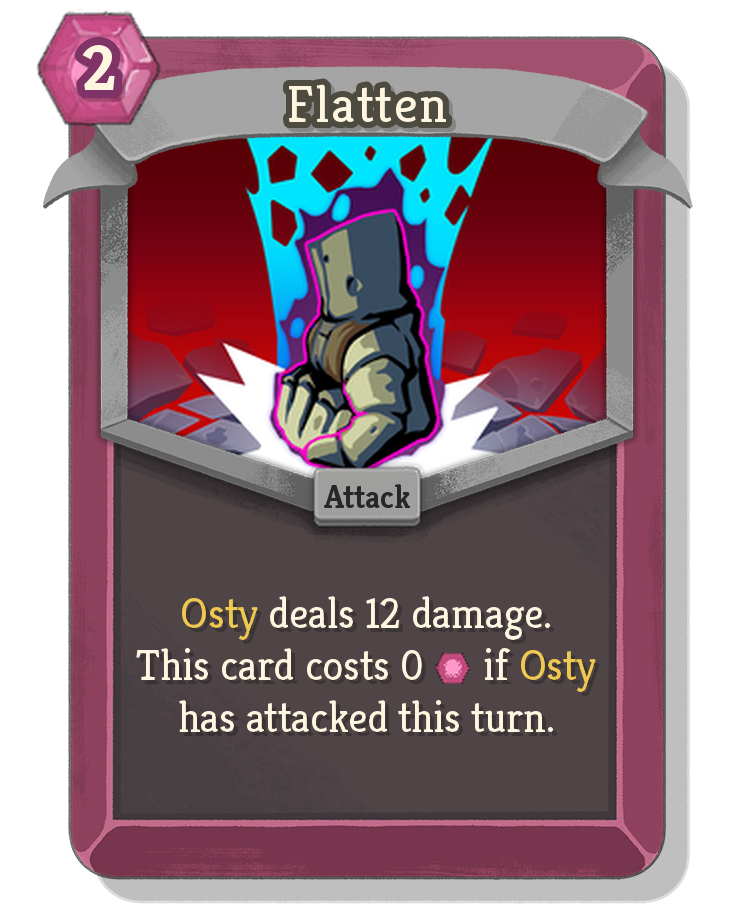 2
Flatten
Attack
Osty deals 12 damage.
This card costs 0 if Osty
has attacked this turn.